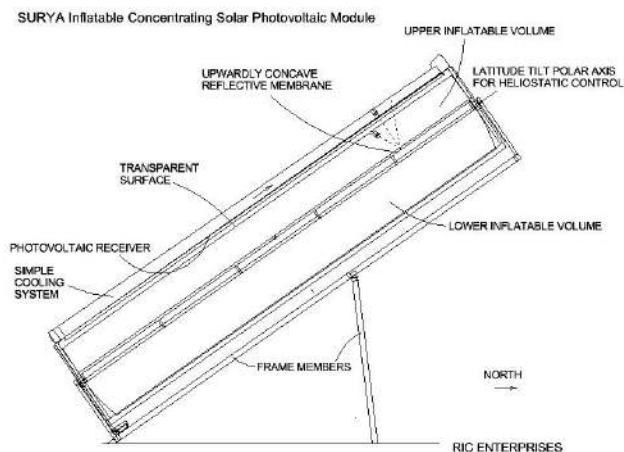 SURYA Inflatable Concentrating Solar Photovoltaic Module
UPPER INFLATABLE VOLUME
UPWARDLY CONCAVE
REFLECTIVE MEMBRANE
LATITUDE TILT POLAR AXIS
FOR HELIOSTATIC CONTROL
TRANSPARENT
SURFACE
LOWER INFLATABLE VOLUME
PHOTOVOLTAIC RECEIVER
SIMPLE
COOLING
SYSTEM
FRAME MEMBERS
NORTH
RIC ENTERPRISES